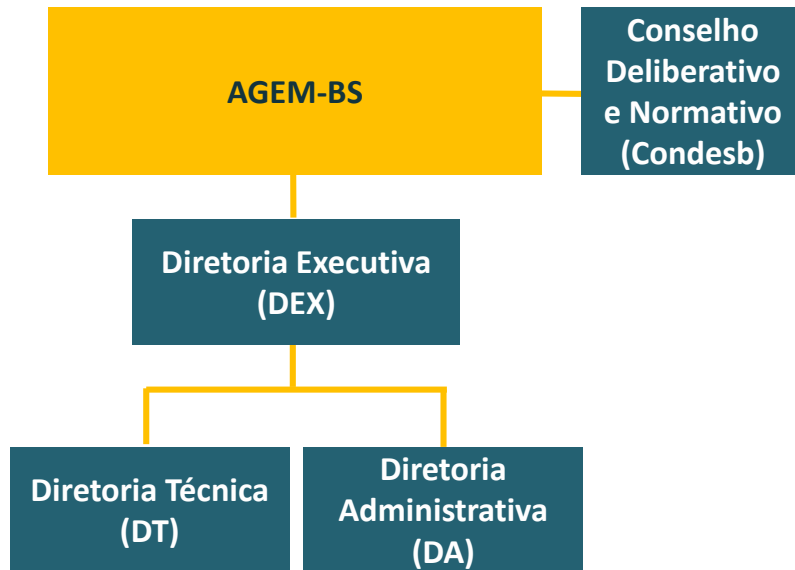 AGEM-BS
Conselho
Deliberativo
e Normativo
(Condesb)
Diretoria Executiva
(DEX)
Diretoria Técnica
(DT)
Diretoria
Administrativa
(DA)